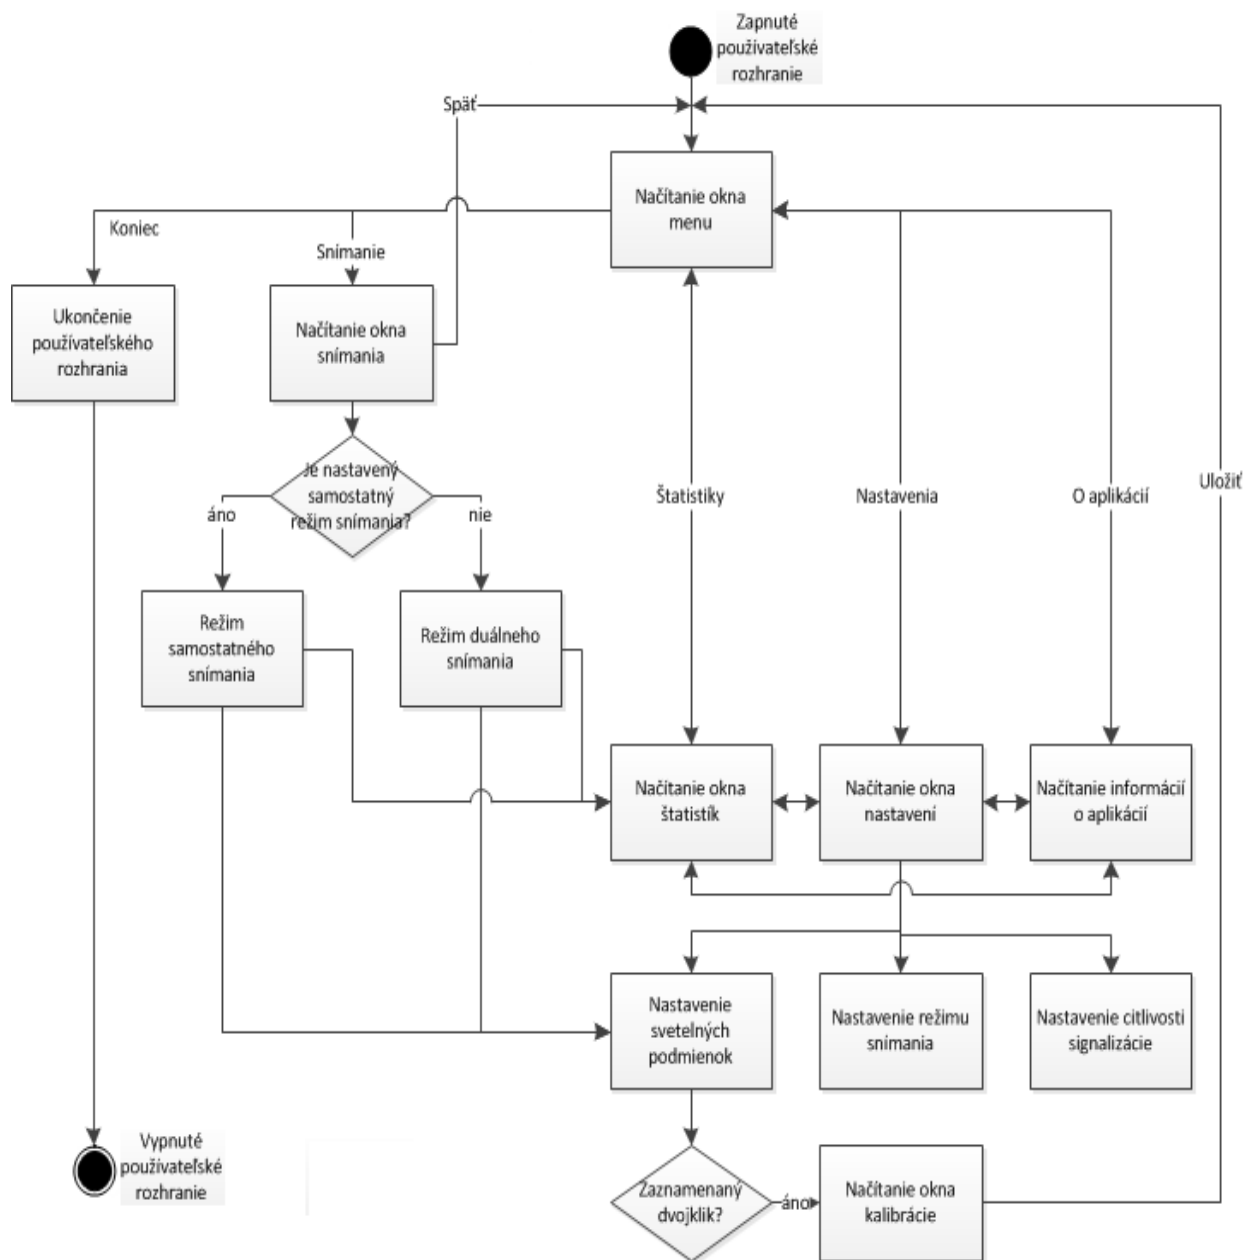 Zapnuté
používateľské
rozhranie
Späť
Načítanie okna
menu
Koniec
Snímanie
Ukončenie
používateľského
rozhrania
Načítanie okna
snímania
Je nastavený
samostatný
režim snímania?
áno
nie
Štatistiky
Nastavenia
O aplikácií
Uložiť
Režim
samostatného
snímania
Režim duálneho
snímania
Načítanie okna
štatistík
Načítanie okna
nastavení
Načítanie informácií
o aplikácií
Nastavenie
svetelných
podmienok
Nastavenie režimu
snímania
Nastavenie citlivosti
signalizácie
Vypnuté
používateľské
rozhranie
Zaznamenaný
dvojklik?
áno
Načítanie okna
kalibrácie